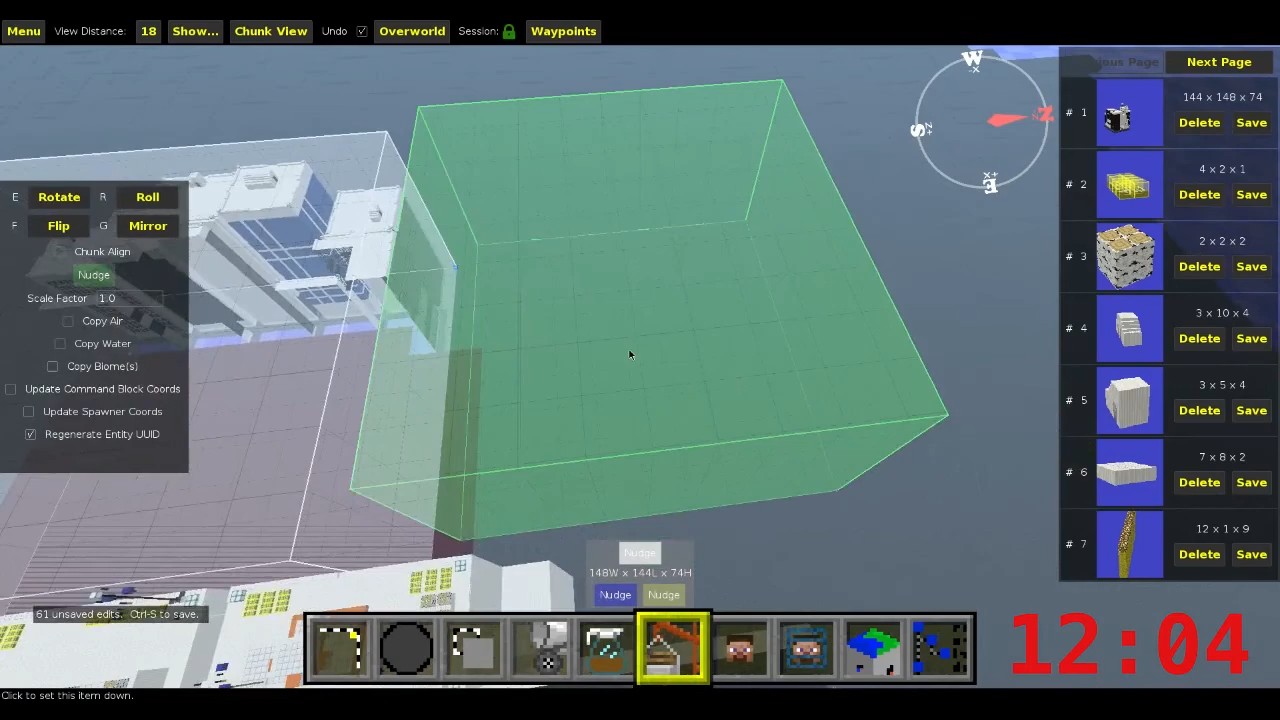 Menu View Distance: 18 Show... Chunk View Undo Overworld Session: Waypoints
Next Page
W
-X
N
S
+Z
+X
E
E Rotate R Roll
F Flip G Mirror
Chunk Align
Nudge
Scale Factor 1.0
Copy Air
Copy Water
Copy Biome(s)
Update Command Block Coords
Update Spawner Coords
Regenerate Entity UUID
# 1 144 x 148 x 74
Delete Save
# 2 4 x 2 x 1
Delete Save
# 3 2 x 2 x 2
Delete Save
# 4 3 x 10 x 4
Delete Save
# 5 3 x 5 x 4
Delete Save
# 6 7 x 8 x 2
Delete Save
# 7 12 x 1 x 9
Delete Save
Nudge
148W x 144L x 74H
Nudge Nudge
61 unsaved edits. Ctrl-S to save.
12:04
Click to set this item down.